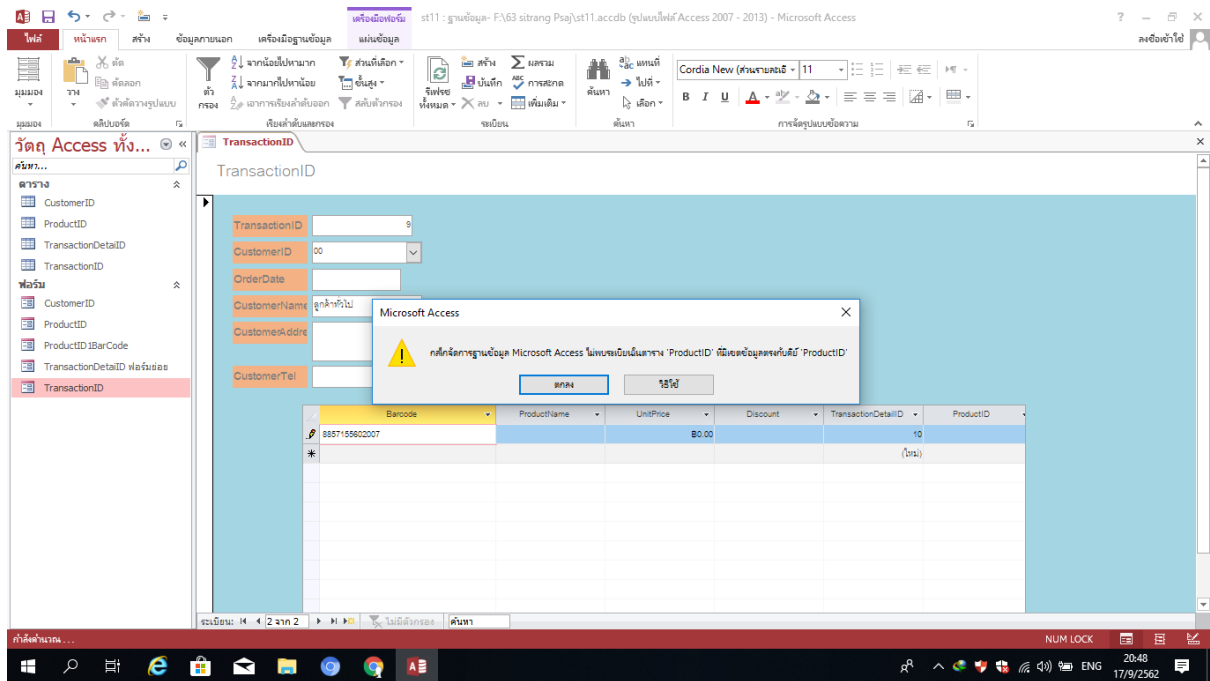 เครื่องมือฟอร์ม
st11 : ฐานข้อมูล- F:\63 sitrang Psaj\st11.accdb (รูปแบบไฟล์ Access 2007 - 2013) - Microsoft Access
ไฟล์ หน้าแรก สร้าง ข้อมูลภายนอก เครื่องมือฐานข้อมูล แผ่นข้อมูล ลงชื่อเข้าใช้
ตัด จากน้อยไปหามาก ส่วนที่เลือก สร้าง ผลรวม แทนที่ Cordia New (ส่วนรายละเอี 11
คัดลอก จากมากไปหาน้อย ขั้นสูง บันทึก การสะกด ไปที่
มุมมอง วาง ตัวคัดวางรูปแบบ ตัวกรอง เอาการเรียงลำดับออก สลับตัวกรอง รีเฟรชทั้งหมด ลบ เพิ่มเติม ค้นหา เลือก B I U A
มุมมอง คลิปบอร์ด เรียงลำดับและกรอง ระเบียน ค้นหา การจัดรูปแบบข้อความ
วัตถุ Access ทั้ง... TransactionID
ค้นหา... TransactionID
ตาราง
CustomerID
ProductID
TransactionDetaiID
TransactionID
ฟอร์ม
CustomerID
ProductID
ProductID1BarCode
TransactionDetaiID ฟอร์มย่อย
TransactionID
TransactionID 9
CustomerID 00
OrderDate
CustomerName ลูกค้าทั่วไป
CustomerAddre
CustomerTel
Microsoft Access
กลไกจัดการฐานข้อมูล Microsoft Access ไม่พบระเบียนในตาราง 'ProductID' ที่มีเขตข้อมูลตรงกับคีย์ 'ProductID'
ตกลง วิธีใช้
Barcode ProductName UnitPrice Discount TransactionDetailID ProductID
8857155602007 ฿0.00 10
(ใหม่)
ระเบียน: 2 จาก 2 ไม่มีตัวกรอง ค้นหา
กำลังคำนวณ... NUM LOCK
ENG 20:48
17/9/2562